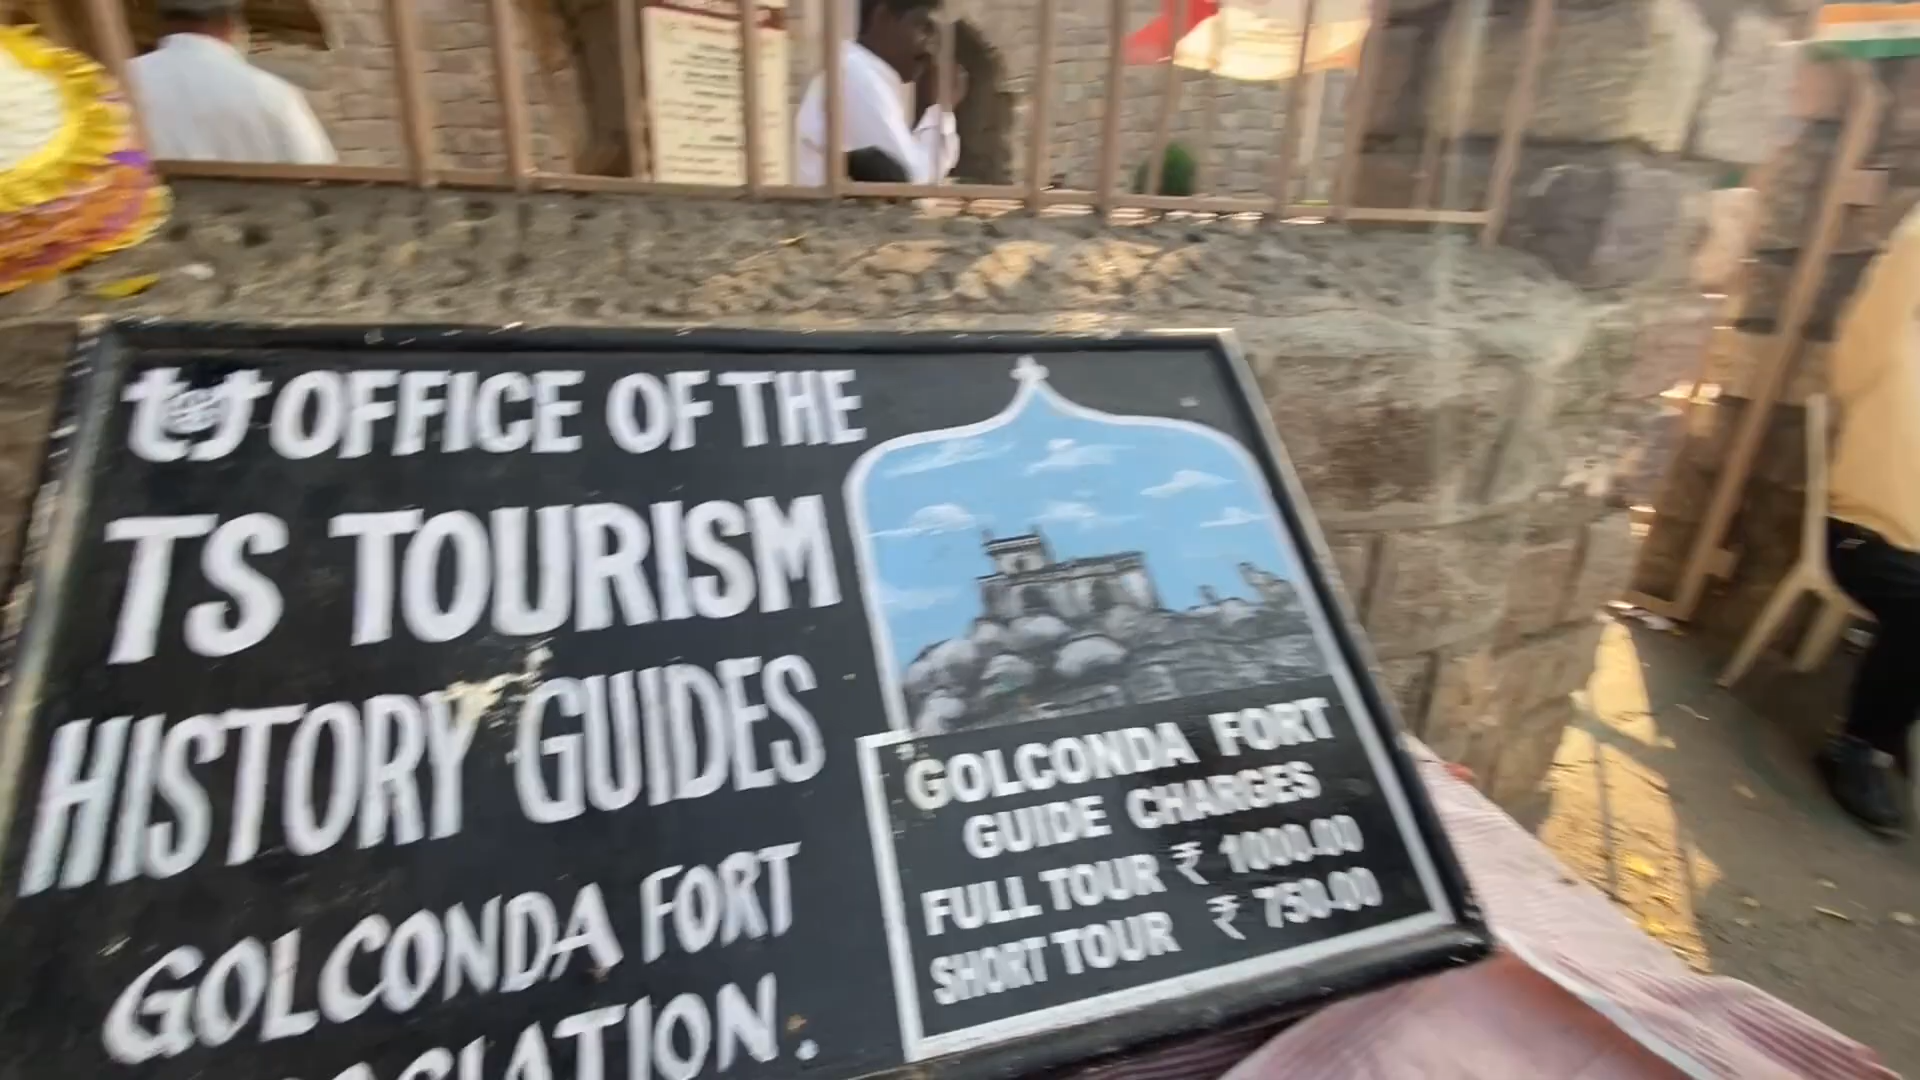 OFFICE OF THE
TS TOURISM
HISTORY GUIDES
GOLCONDA FORT
GOLCONDA FORT
GUIDE CHARGES
FULL TOUR ₹ 1000.00
SHORT TOUR ₹ 750.00